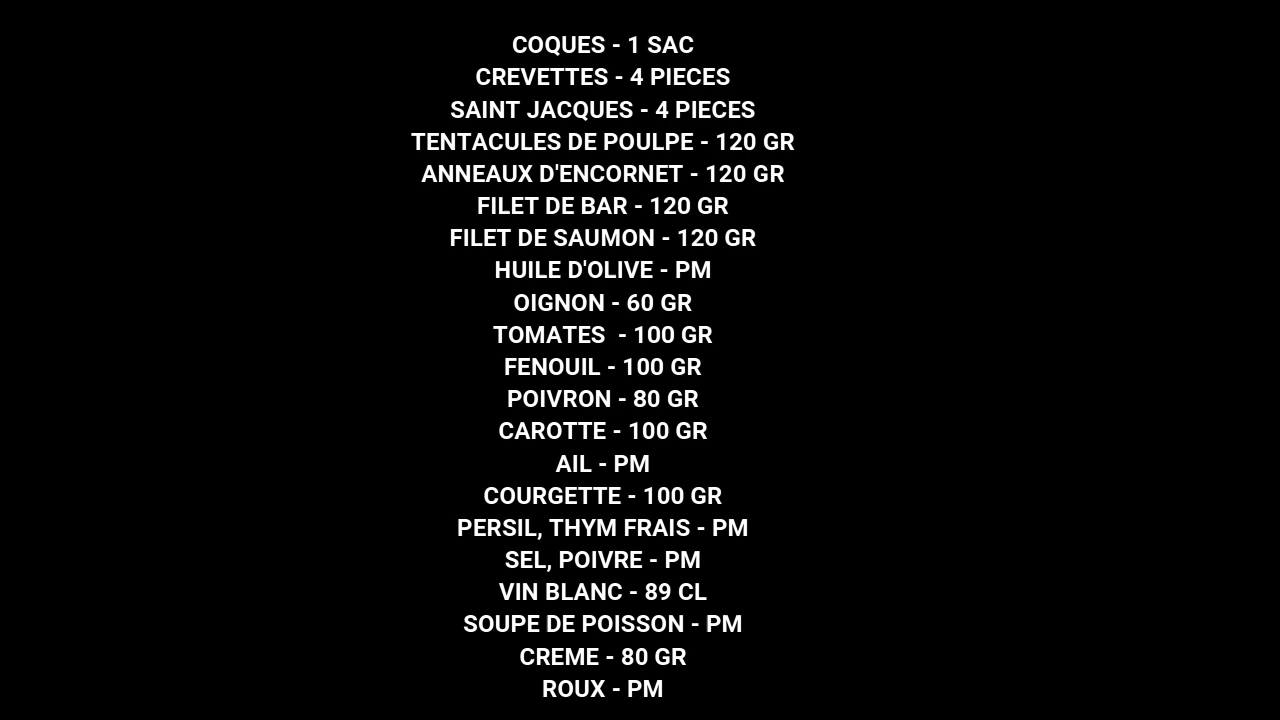 COQUES - 1 SAC
CREVETTES - 4 PIECES
SAINT JACQUES - 4 PIECES
TENTACULES DE POULPE - 120 GR
ANNEAUX D'ENCORNET - 120 GR
FILET DE BAR - 120 GR
FILET DE SAUMON - 120 GR
HUILE D'OLIVE - PM
OIGNON - 60 GR
TOMATES  - 100 GR
FENOUIL - 100 GR
POIVRON - 80 GR
CAROTTE - 100 GR
AIL - PM
COURGETTE - 100 GR
PERSIL, THYM FRAIS - PM
SEL, POIVRE - PM
VIN BLANC - 89 CL
SOUPE DE POISSON - PM
CREME - 80 GR
ROUX - PM